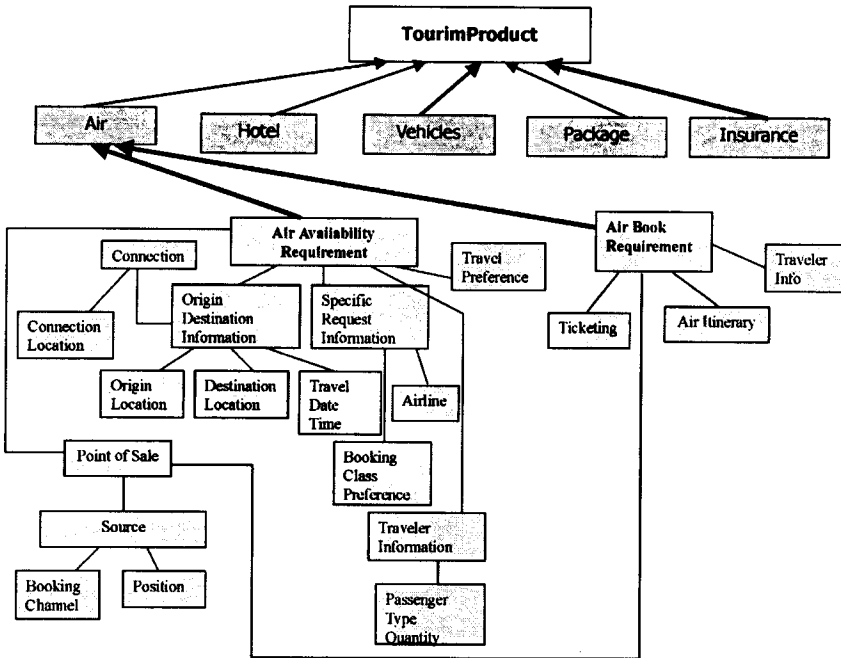 TourimProduct
Air
Hotel
Vehicles
Package
Insurance
Air Availability
Requirement
Air Book
Requirement
Connection
Travel
Preference
Traveler
Info
Origin
Destination
Information
Specific
Request
Information
Connection
Location
Ticketing
Air Itinerary
Origin
Location
Destination
Location
Travel
Date
Time
Airline
Point of Sale
Booking
Class
Preference
Source
Traveler
Information
Booking
Channel
Position
Passenger
Type
Quantity